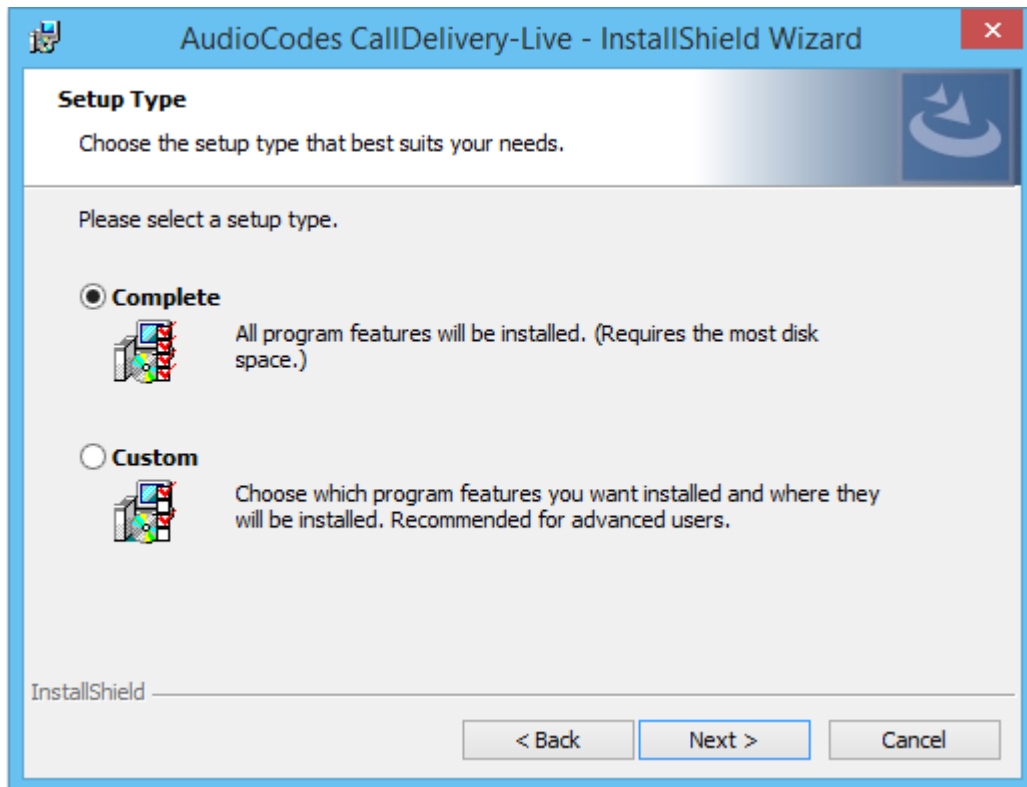 AudioCodes CallDelivery-Live - InstallShield Wizard
Setup Type
Choose the setup type that best suits your needs.
Please select a setup type.
Complete
All program features will be installed. (Requires the most disk
space.)
Custom
Choose which program features you want installed and where they
will be installed. Recommended for advanced users.
InstallShield
< Back
Next >
Cancel